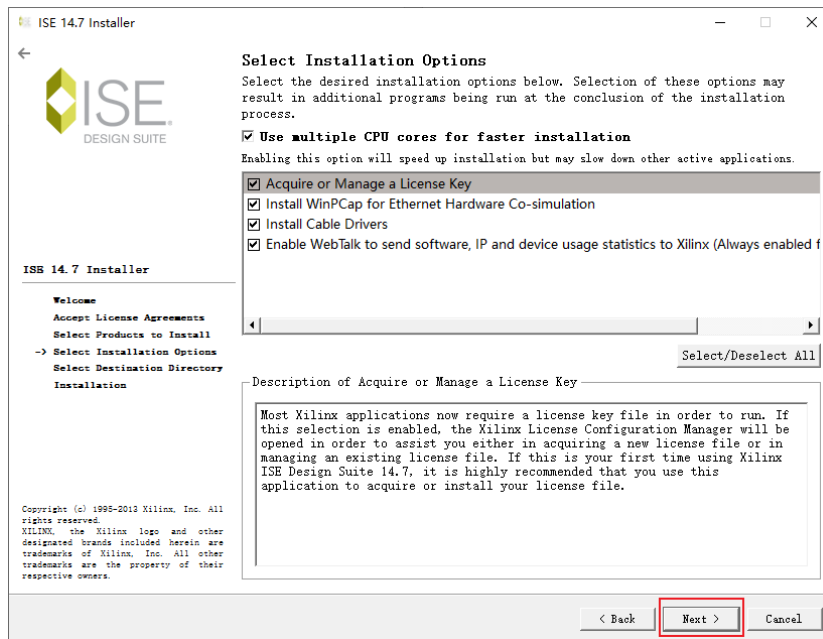 ISE 14.7 Installer
ISE
DESIGN SUITE
ISE 14.7 Installer
Welcome
Accept License Agreements
Select Products to Install
-> Select Installation Options
Select Destination Directory
Installation
Copyright (c) 1995-2013 Xilinx, Inc. All
rights reserved.
XILINX, the Xilinx logo and other
designated brands included herein are
trademarks of Xilinx, Inc. All other
trademarks are the property of their
respective owners.
Select Installation Options
Select the desired installation options below. Selection of these options may
result in additional programs being run at the conclusion of the installation
process.
Use multiple CPU cores for faster installation
Enabling this option will speed up installation but may slow down other active applications.
Acquire or Manage a License Key
Install WinPCap for Ethernet Hardware Co-simulation
Install Cable Drivers
Enable WebTalk to send software, IP and device usage statistics to Xilinx (Always enabled f
Select/Deselect All
Description of Acquire or Manage a License Key
Most Xilinx applications now require a license key file in order to run. If
this selection is enabled, the Xilinx License Configuration Manager will be
opened in order to assist you either in acquiring a new license file or in
managing an existing license file. If this is your first time using Xilinx
ISE Design Suite 14.7, it is highly recommended that you use this
application to acquire or install your license file.
< Back
Next >
Cancel